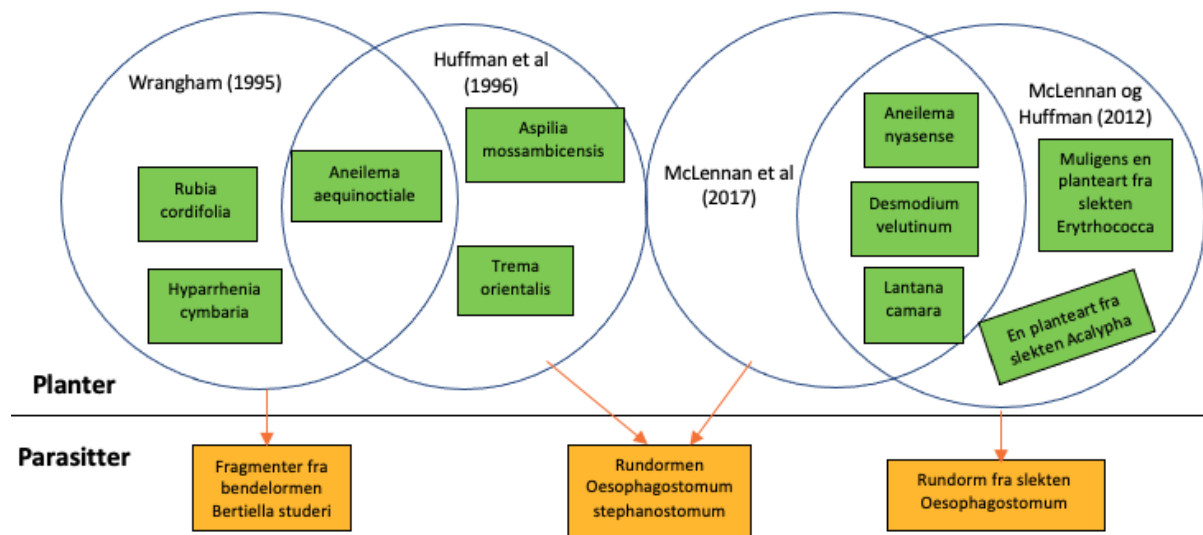 Wrangham (1995)
Rubia
cordifolia
Hyparrhenia
cymbaria
Aneilema
aequinoctiale
Huffman et al
(1996)
Aspilia
mossambicensis
Trema
orientalis
McLennan et al
(2017)
Aneilema
nyasense
Desmodium
velutinum
Lantana
camara
McLennan og
Huffman (2012)
Muligens en
planteart fra
slekten
Erytrhococca
En planteart fra
slekten Acalypha
Planter
Parasitter
Fragmenter fra
bendelormen
Bertiella studeri
Rundormen
Oesophagostomum
stephanostomum
Rundorm fra slekten
Oesophagostomum